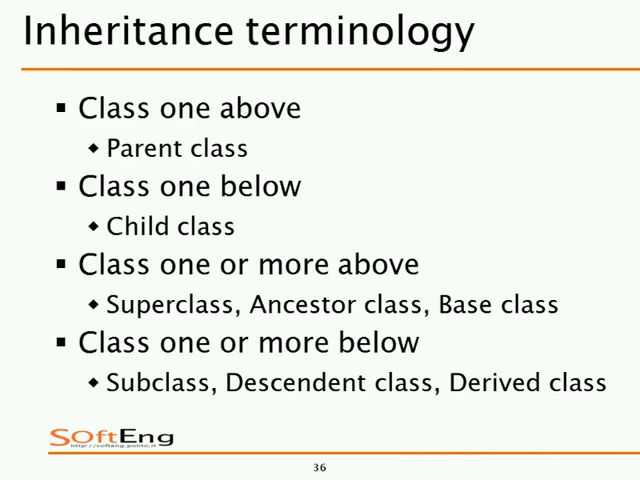 Inheritance terminology
▪ Class one above
◆ Parent class
▪ Class one below
◆ Child class
▪ Class one or more above
◆ Superclass, Ancestor class, Base class
▪ Class one or more below
◆ Subclass, Descendent class, Derived class
SOftEng
http://softeng.polito.it
36